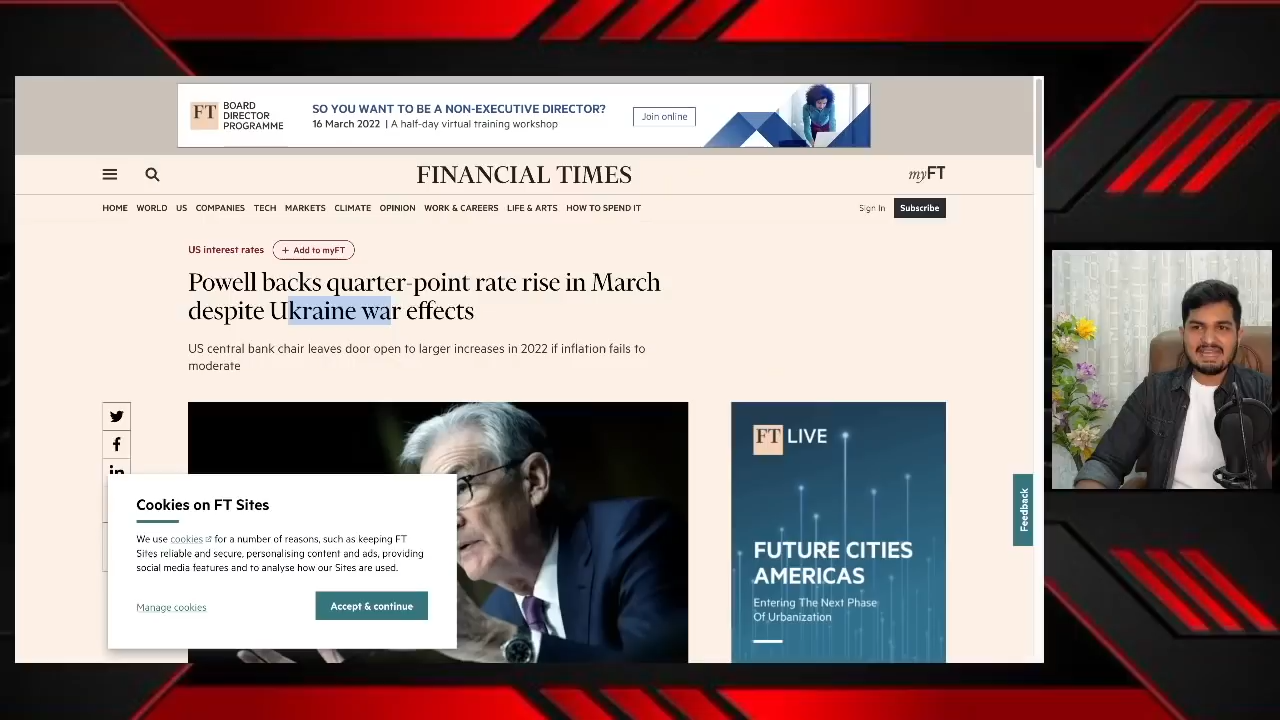 FT
BOARD
DIRECTOR
PROGRAMME
SO YOU WANT TO BE A NON-EXECUTIVE DIRECTOR?
16 March 2022 | A half-day virtual training workshop
Join online
FINANCIAL TIMES
myFT
HOME WORLD US COMPANIES TECH MARKETS CLIMATE OPINION WORK & CAREERS LIFE & ARTS HOW TO SPEND IT
Sign In Subscribe
US interest rates + Add to myFT
Powell backs quarter-point rate rise in March
despite Ukraine war effects
US central bank chair leaves door open to larger increases in 2022 if inflation fails to
moderate
FT LIVE
FUTURE CITIES
AMERICAS
Entering The Next Phase
Of Urbanization
Feedback
Cookies on FT Sites
We use cookies for a number of reasons, such as keeping FT
Sites reliable and secure, personalising content and ads, providing
social media features and to analyse how our Sites are used.
Manage cookies
Accept & continue